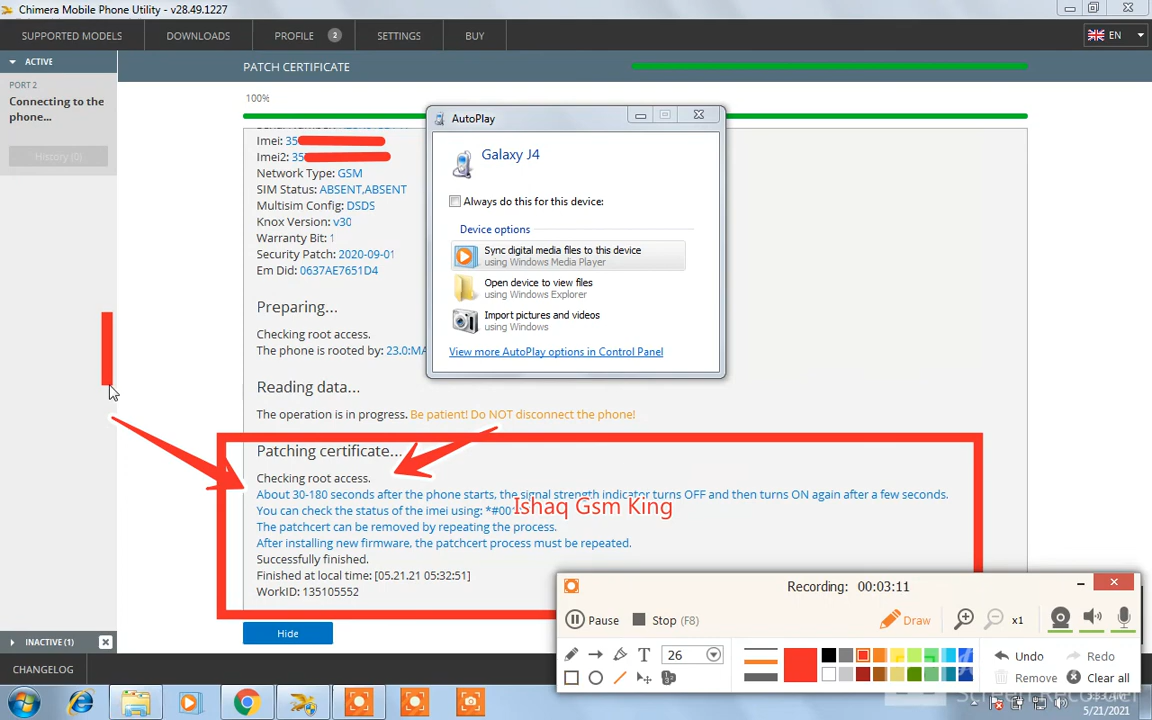 Chimera Mobile Phone Utility - v28.49.1227
SUPPORTED MODELS
DOWNLOADS
PROFILE 2
SETTINGS
BUY
EN
ACTIVE
PATCH CERTIFICATE
PORT 2
Connecting to the phone...
History (0)
100%
Imei: 35
Imei2: 35
Network Type: GSM
SIM Status: ABSENT,ABSENT
Multisim Config: DSDS
Knox Version: v30
Warranty Bit: 1
Security Patch: 2020-09-01
Em Did: 0637AE7651D4
Preparing...
Checking root access.
The phone is rooted by: 23.0:MA
Reading data...
The operation is in progress. Be patient! Do NOT disconnect the phone!
Patching certificate...
Checking root access.
About 30-180 seconds after the phone starts, the signal strength indicator turns OFF and then turns ON again after a few seconds.
You can check the status of the imei using: *#00
Ishaq Gsm King
The patchcert can be removed by repeating the process.
After installing new firmware, the patchcert process must be repeated.
Successfully finished.
Finished at local time: [05.21.21 05:32:51]
WorkID: 135105552
Hide
AutoPlay
Galaxy J4
Always do this for this device:
Device options
Sync digital media files to this device
using Windows Media Player
Open device to view files
using Windows Explorer
Import pictures and videos
using Windows
View more AutoPlay options in Control Panel
Recording: 00:03:11
Pause
Stop (F8)
Draw
x1
T
26
Undo
Redo
Remove
Clear all
INACTIVE (1)
CHANGELOG
5/21/2021